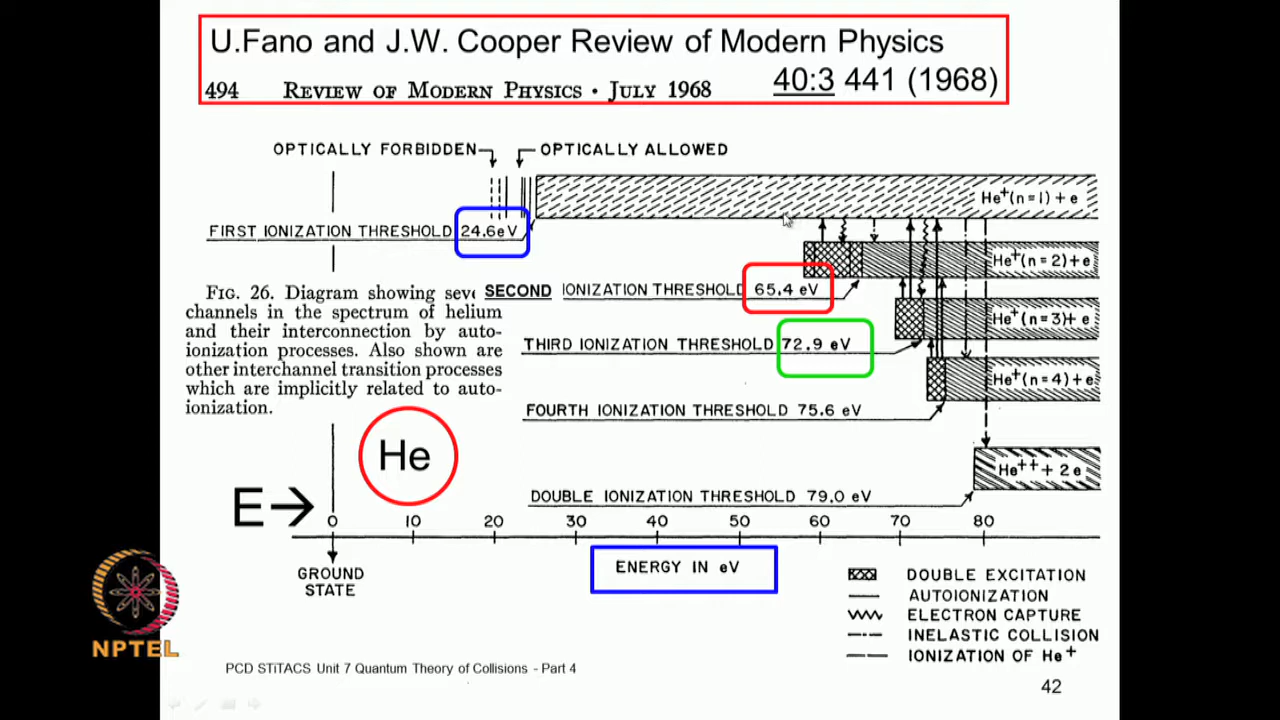 U.Fano and J.W. Cooper Review of Modern Physics
40:3 441 (1968)
494 REVIEW OF MODERN PHYSICS · JULY 1968
OPTICALLY FORBIDDEN
OPTICALLY ALLOWED
He+(n=1)+e
FIRST IONIZATION THRESHOLD 24.6eV
He+(n=2)+e
SECOND IONIZATION THRESHOLD 65.4 eV
FIG. 26. Diagram showing seve
channels in the spectrum of helium
and their interconnection by auto-
ionization processes. Also shown are
other interchannel transition processes
which are implicitly related to auto-
ionization.
He+(n=3)+e
THIRD IONIZATION THRESHOLD 72.9 eV
He+(n=4)+e
FOURTH IONIZATION THRESHOLD 75.6 eV
He
He++ + 2e
DOUBLE IONIZATION THRESHOLD 79.0 eV
E→
0 10 20 30 40 50 60 70 80
GROUND
STATE
ENERGY IN eV
DOUBLE EXCITATION
AUTOIONIZATION
ELECTRON CAPTURE
INELASTIC COLLISION
IONIZATION OF He+
NPTEL
PCD STiTACS Unit 7 Quantum Theory of Collisions - Part 4
42